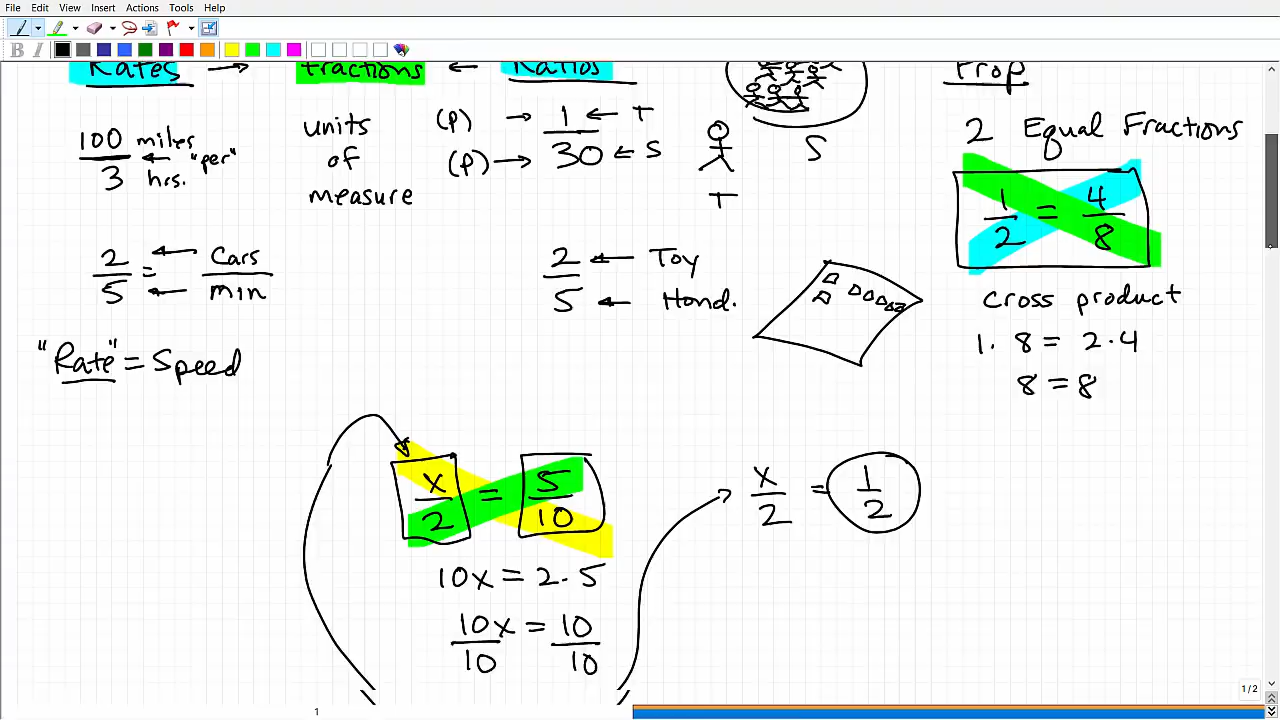 File Edit View Insert Actions Tools Help
B I
Rates → fractions ← Ratios
Prop
100 miles
3 hrs.
← "per"
units
of
measure
(P) → 1 ← T
(P) → 30 ← S
S
T
2 Equal Fractions
1/2 = 4/8
2/5 = ← Cars
← min
2 ← Toy
5 ← Hond.
cross product
1. 8 = 2·4
8 = 8
"Rate" = Speed
x/2 = 5/10
x/2 = 1/2
10x = 2·5
10x/10 = 10/10
1/2
1